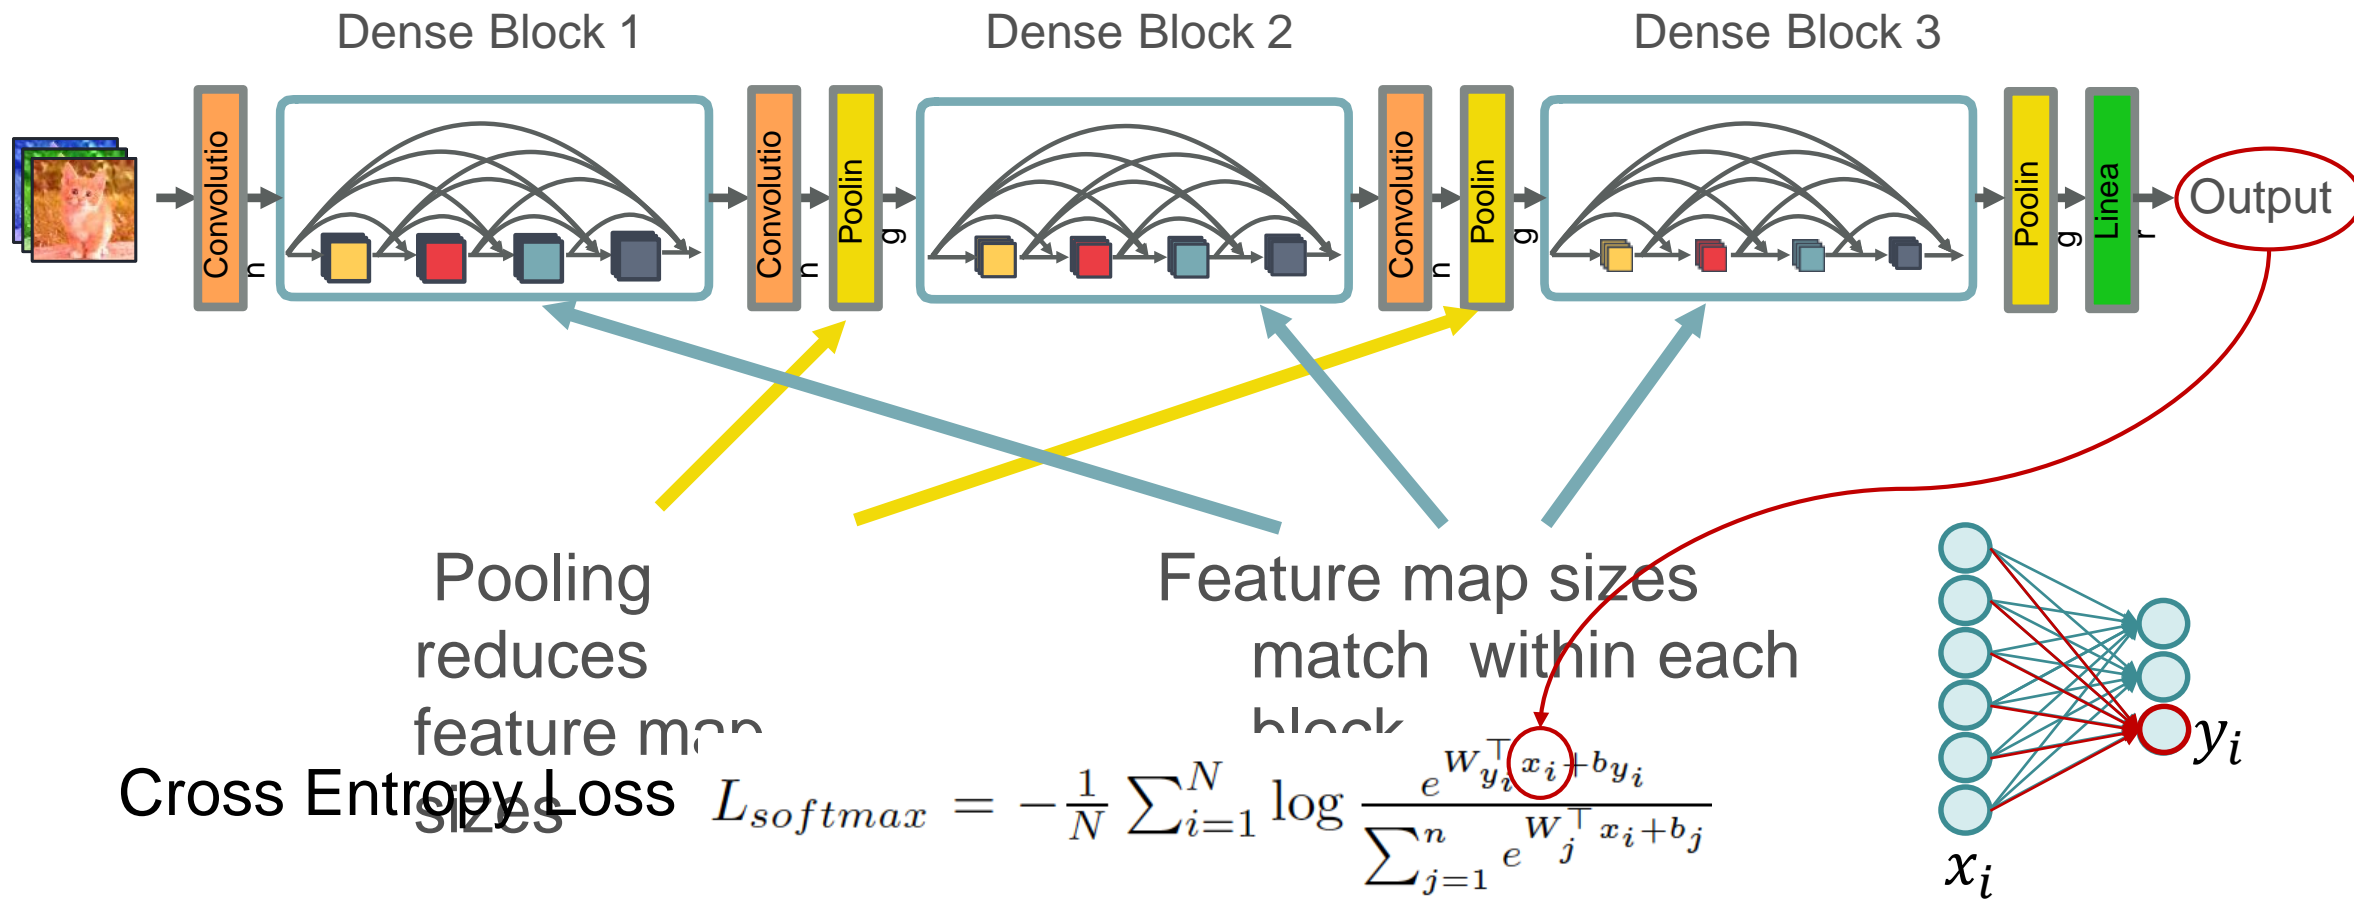 Dense Block 1 Dense Block 2 Dense Block 3
Convolution
Convolution
Pooling
Convolution
Pooling
Pooling
Linear
Output
Pooling
reduces
feature map
sizes
Feature map sizes
match within each
block
Cross Entropy Loss
L_{softmax} = -\frac{1}{N} \sum_{i=1}^{N} \log \frac{e^{W_{y_i}^{\top} x_i + b_{y_i}}}{\sum_{j=1}^{n} e^{W_j^{\top} x_i + b_j}}
y_i
x_i